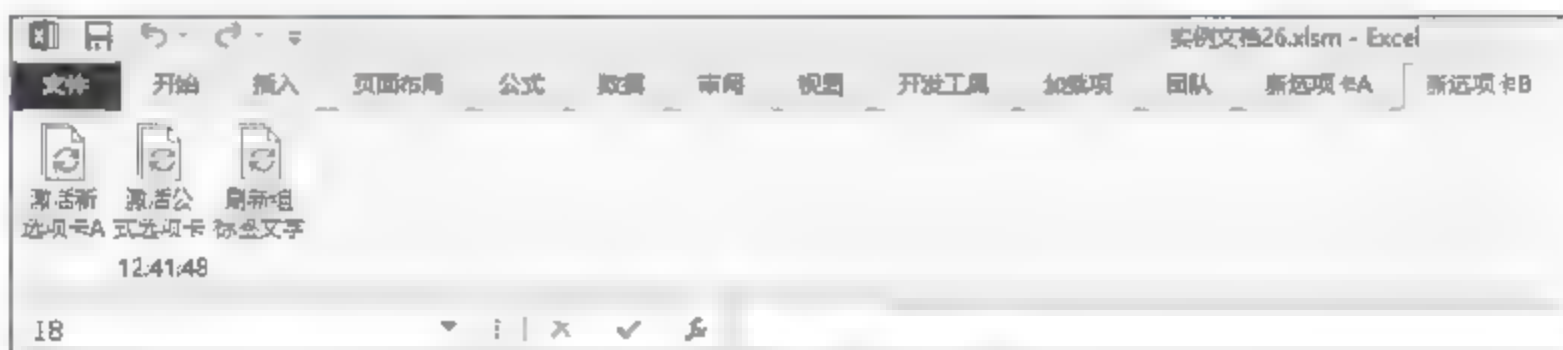 实例文档26.xlsm - Excel
文件 开始 插入 页面布局 公式 数据 审阅 视图 开发工具 加载项 团队 新选项卡A 新选项卡B
激活新 激活公 刷新组
选项卡A 式选项卡 标签文字
12:41:48
I8 fx